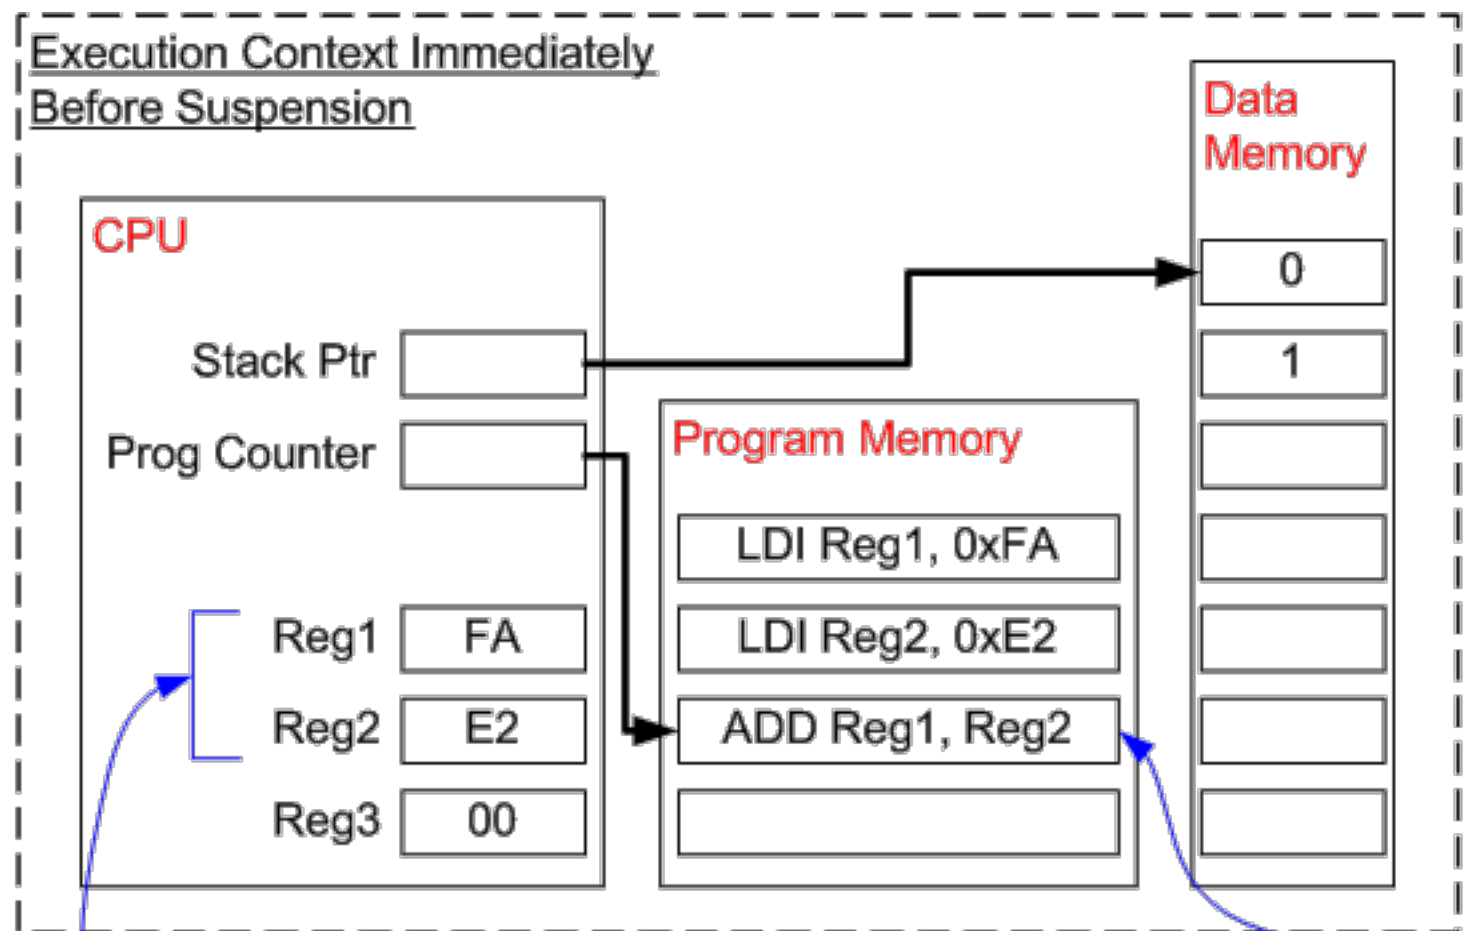 Execution Context Immediately
Before Suspension
Data
Memory
CPU
0
Stack Ptr
1
Prog Counter
Program Memory
LDI Reg1, 0xFA
Reg1
FA
LDI Reg2, 0xE2
Reg2
E2
ADD Reg1, Reg2
Reg3
00